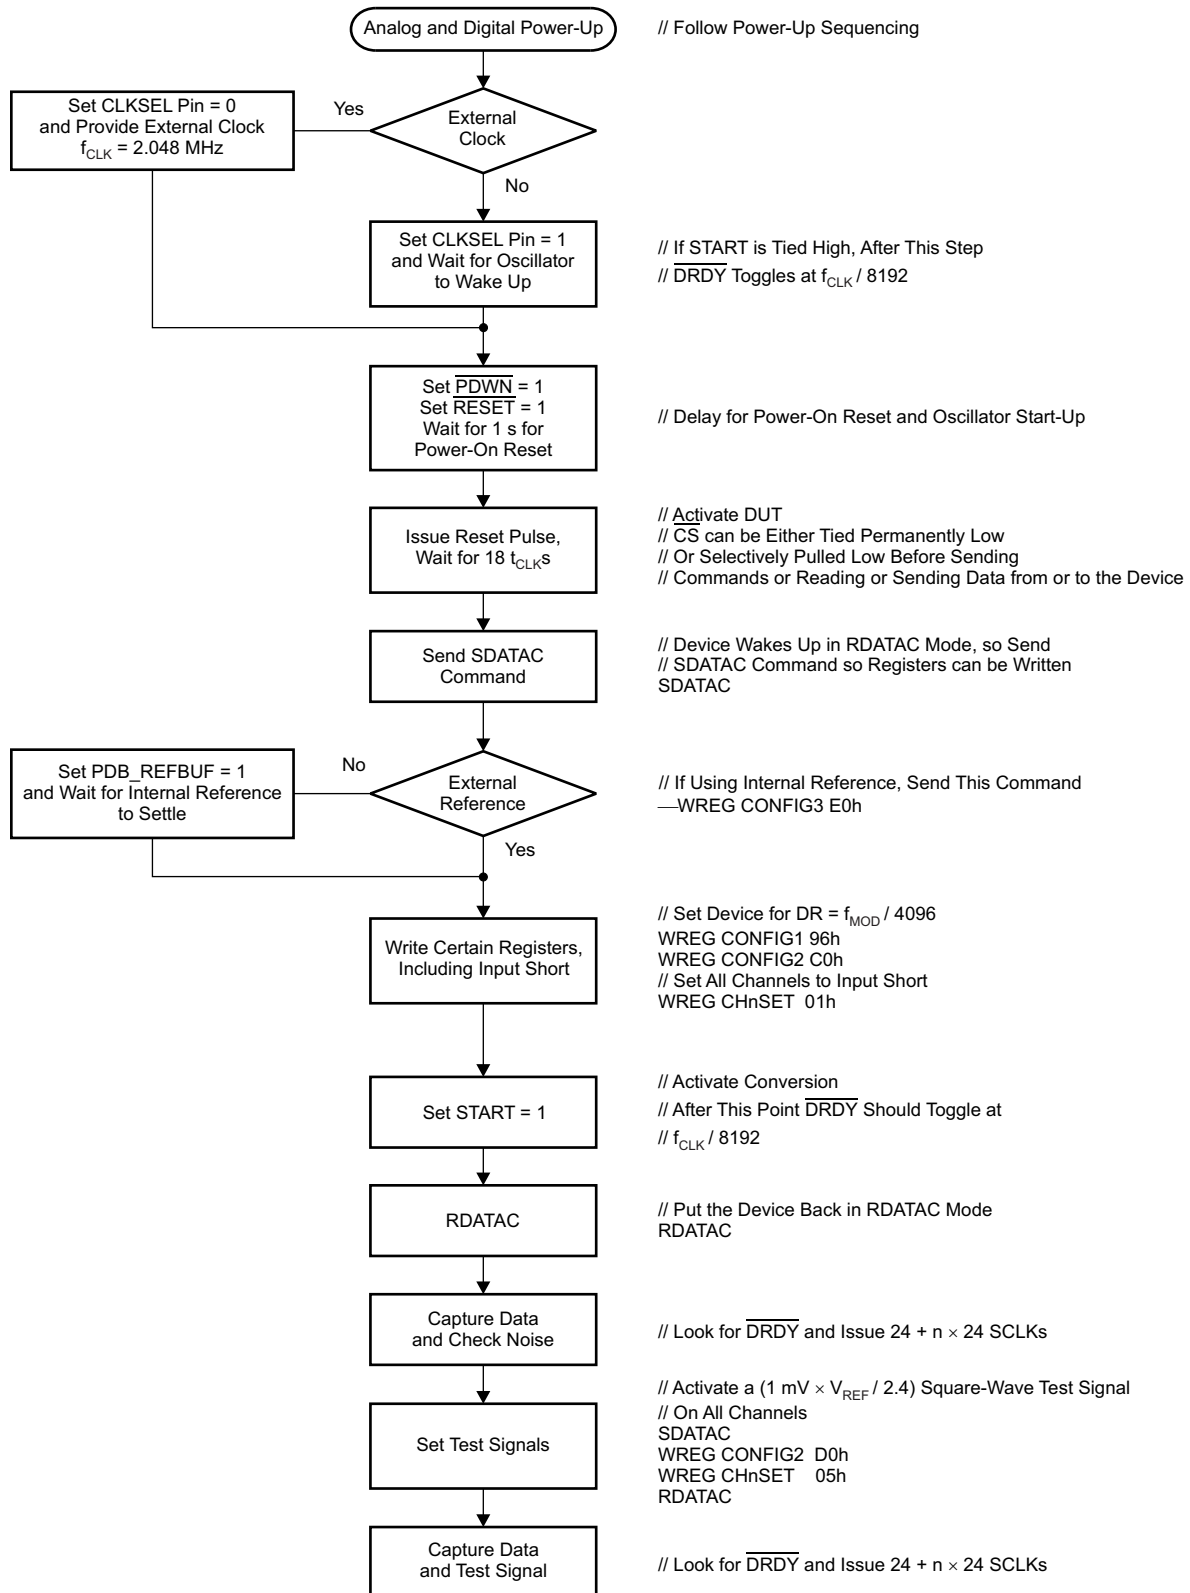 Analog and Digital Power-Up
// Follow Power-Up Sequencing
Set CLKSEL Pin = 0
and Provide External Clock
fCLK = 2.048 MHz
Yes
External
Clock
No
Set CLKSEL Pin = 1
and Wait for Oscillator
to Wake Up
// If START is Tied High, After This Step
// DRDY Toggles at fCLK / 8192
Set PDWN = 1
Set RESET = 1
Wait for 1 s for
Power-On Reset
// Delay for Power-On Reset and Oscillator Start-Up
Issue Reset Pulse,
Wait for 18 tCLKs
// Activate DUT
// CS can be Either Tied Permanently Low
// Or Selectively Pulled Low Before Sending
// Commands or Reading or Sending Data from or to the Device
Send SDATAC
Command
// Device Wakes Up in RDATAC Mode, so Send
// SDATAC Command so Registers can be Written
SDATAC
Set PDB_REFBUF = 1
and Wait for Internal Reference
to Settle
No
External
Reference
Yes
// If Using Internal Reference, Send This Command
—WREG CONFIG3 E0h
Write Certain Registers,
Including Input Short
// Set Device for DR = fMOD / 4096
WREG CONFIG1 96h
WREG CONFIG2 C0h
// Set All Channels to Input Short
WREG CHnSET 01h
Set START = 1
// Activate Conversion
// After This Point DRDY Should Toggle at
// fCLK / 8192
RDATAC
// Put the Device Back in RDATAC Mode
RDATAC
Capture Data
and Check Noise
// Look for DRDY and Issue 24 + n × 24 SCLKs
Set Test Signals
// Activate a (1 mV × VREF / 2.4) Square-Wave Test Signal
// On All Channels
SDATAC
WREG CONFIG2 D0h
WREG CHnSET 05h
RDATAC
Capture Data
and Test Signal
// Look for DRDY and Issue 24 + n × 24 SCLKs